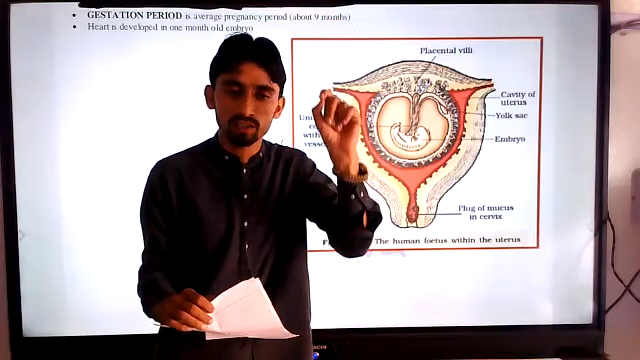 GESTATION PERIOD is average pregnancy period (about 9 months)
Heart is developed in one month old embryo
Placental villi
Cavity of
uterus
Yolk sac
Embryo
Plug of mucus
in cervix
The human foetus within the uterus